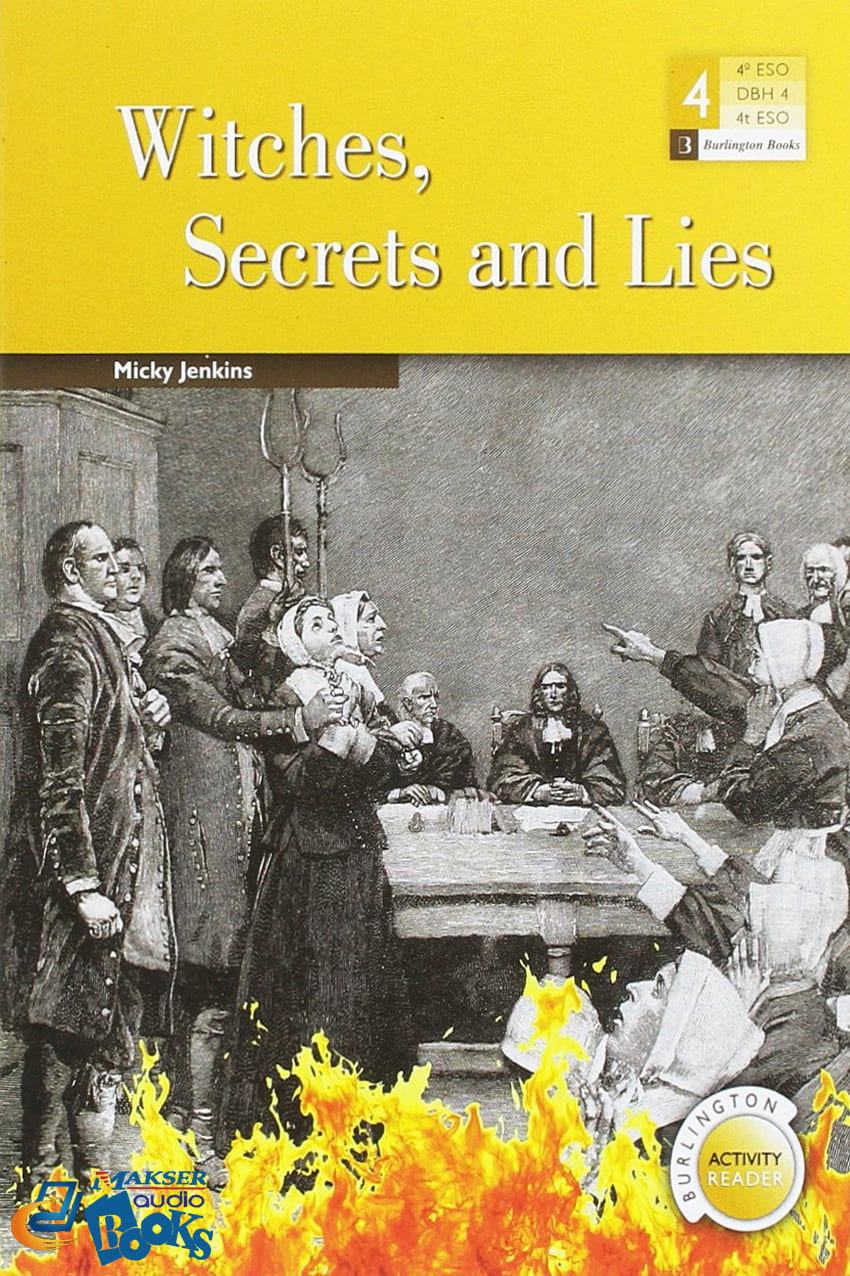 4
4º ESO
DBH 4
4t ESO
B Burlington Books
Witches,
Secrets and Lies
Micky Jenkins
BURLINGTON
ACTIVITY
READER
MAKSER
audio
BOOKS